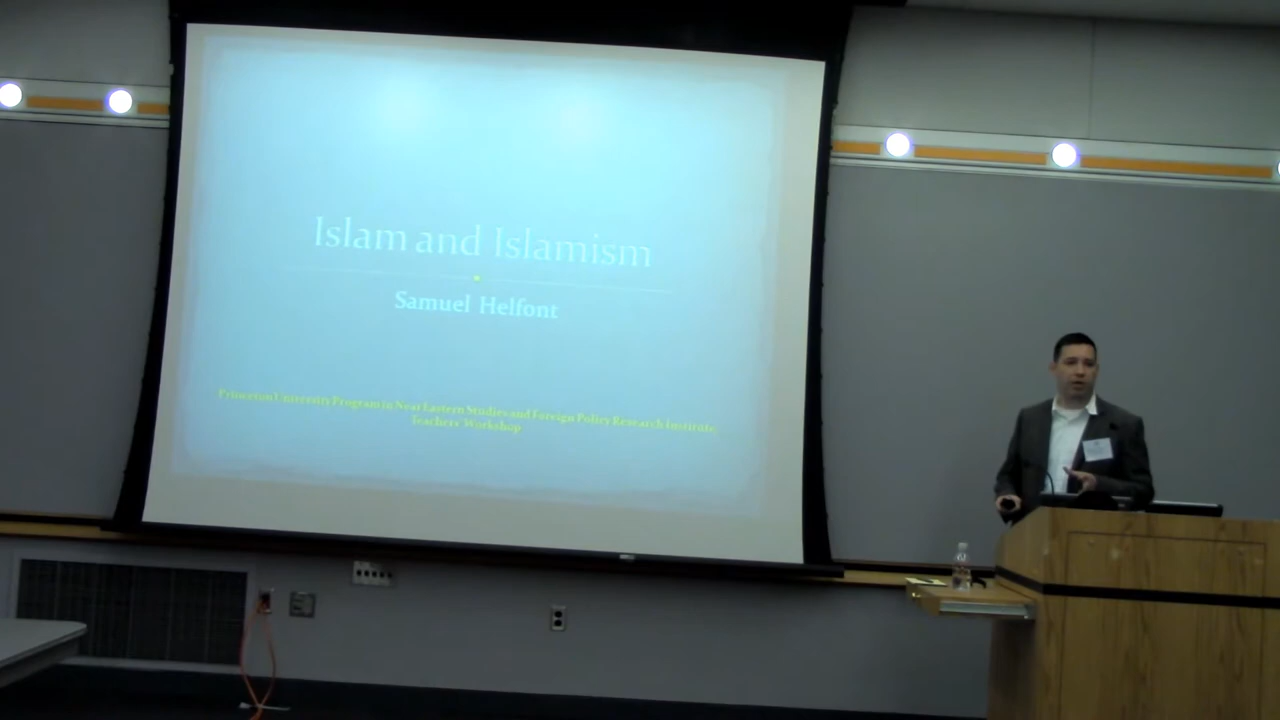 Islam and Islamism
Samuel Helfont
Princeton University Program in Near Eastern Studies and Foreign Policy Research Institute
Teachers' Workshop